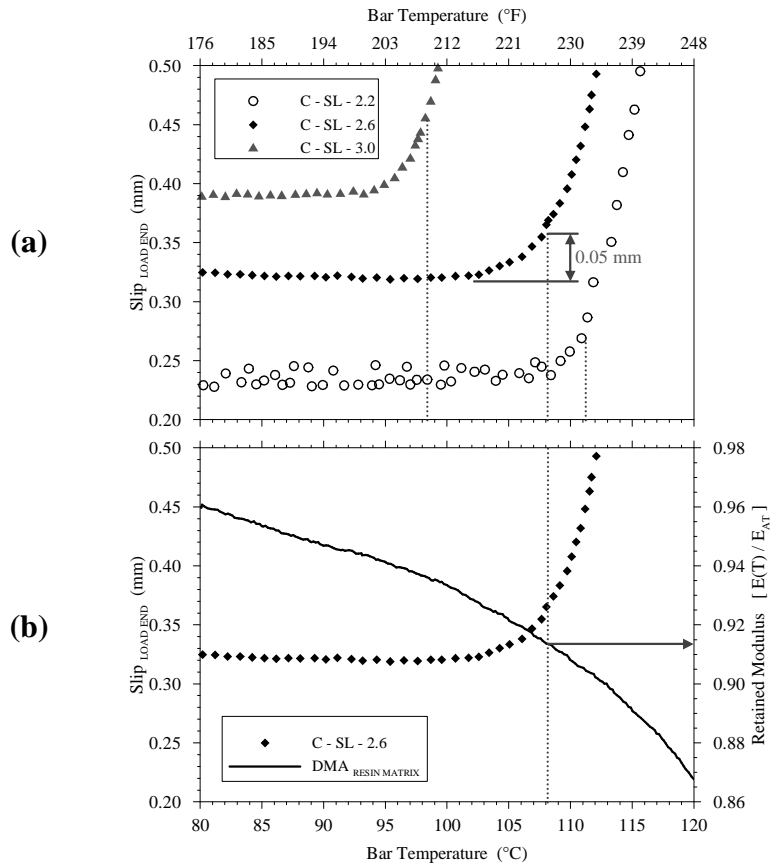 Bar Temperature (°F)
176 185 194 203 212 221 230 239 248
(a)
Slip LOAD END (mm)
0.50
0.45
0.40
0.35
0.30
0.25
0.20
C - SL - 2.2
C - SL - 2.6
C - SL - 3.0
0.05 mm
(b)
Slip LOAD END (mm)
0.50
0.45
0.40
0.35
0.30
0.25
0.20
C - SL - 2.6
DMA RESIN MATRIX
0.98
0.96
0.94
0.92
0.90
0.88
0.86
Retained Modulus [ E(T) / EAT ]
80 85 90 95 100 105 110 115 120
Bar Temperature (°C)